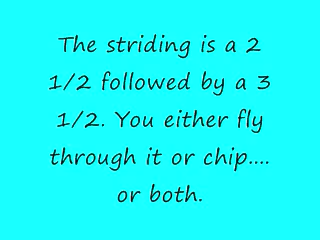 The striding is a 2
1/2 followed by a 3
1/2. You either fly
through it or chip....
or both.